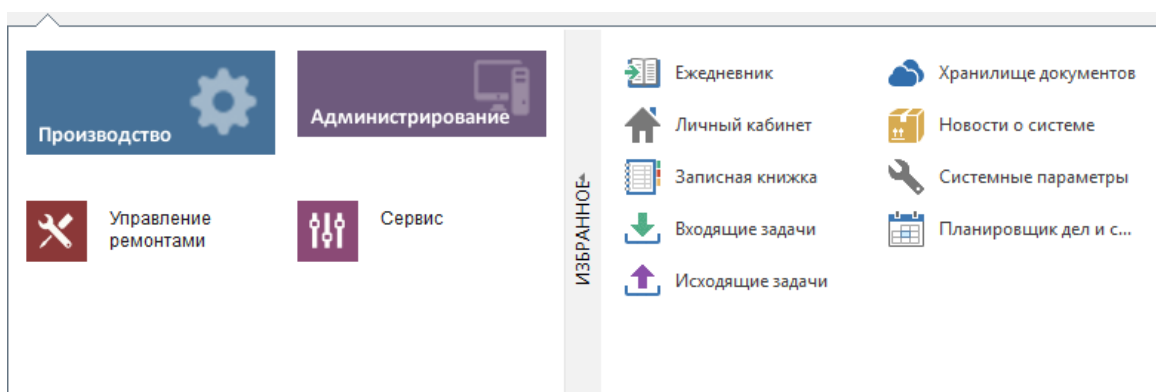 Производство
Администрирование
Управление
ремонтами
Сервис
ИЗБРАННОЕ
Ежедневник
Личный кабинет
Записная книжка
Входящие задачи
Исходящие задачи
Хранилище документов
Новости о системе
Системные параметры
Планировщик дел и с...